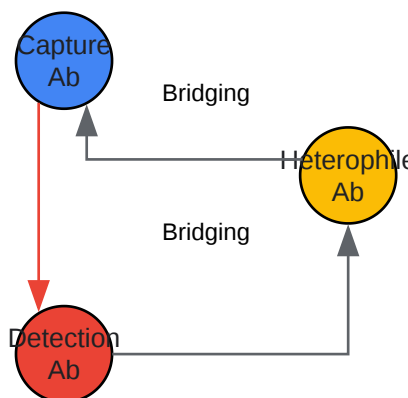 Capture
Ab
Bridging
Heterophile
Ab
Bridging
Detection
Ab